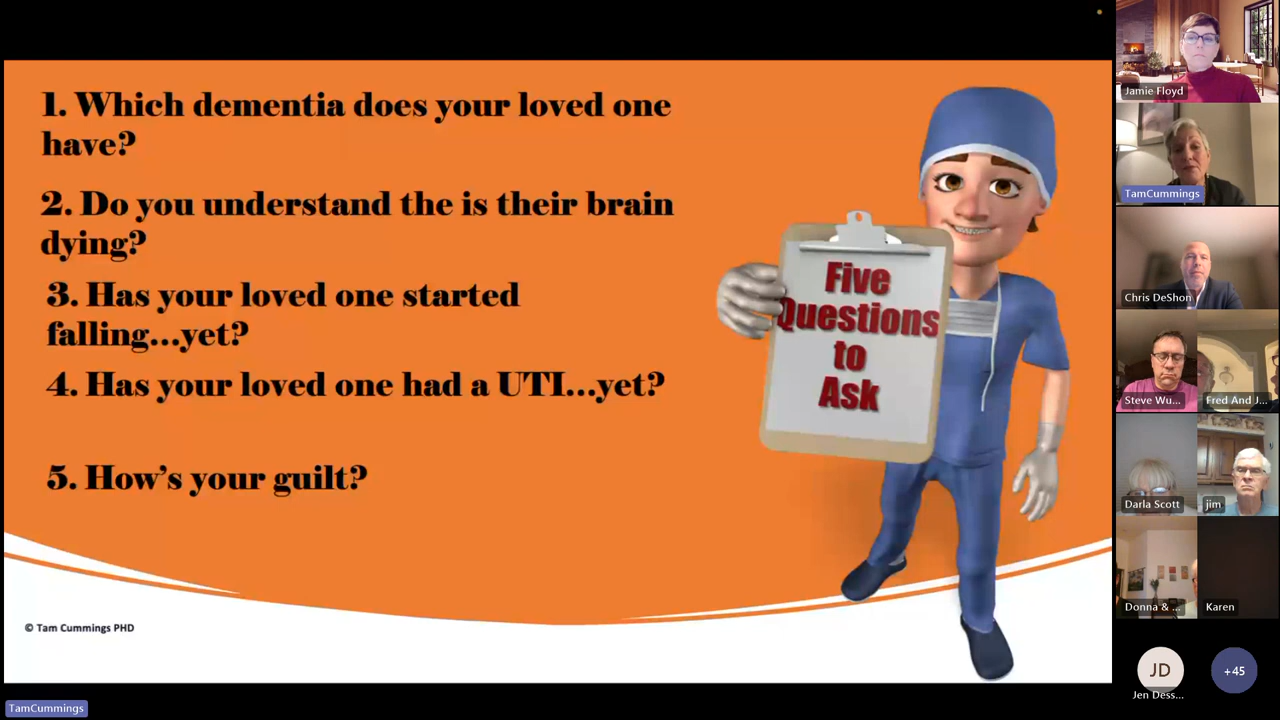 1. Which dementia does your loved one
have?
2. Do you understand the is their brain
dying?
3. Has your loved one started
falling...yet?
4. Has your loved one had a UTI...yet?
5. How's your guilt?
Five
Questions
to
Ask
© Tam Cummings PHD
TamCummings
Jamie Floyd
TamCummings
Chris DeShon
Steve Wu...
Fred And J...
Darla Scott
jim
Donna & ...
Karen
JD
Jen Dess...
+45